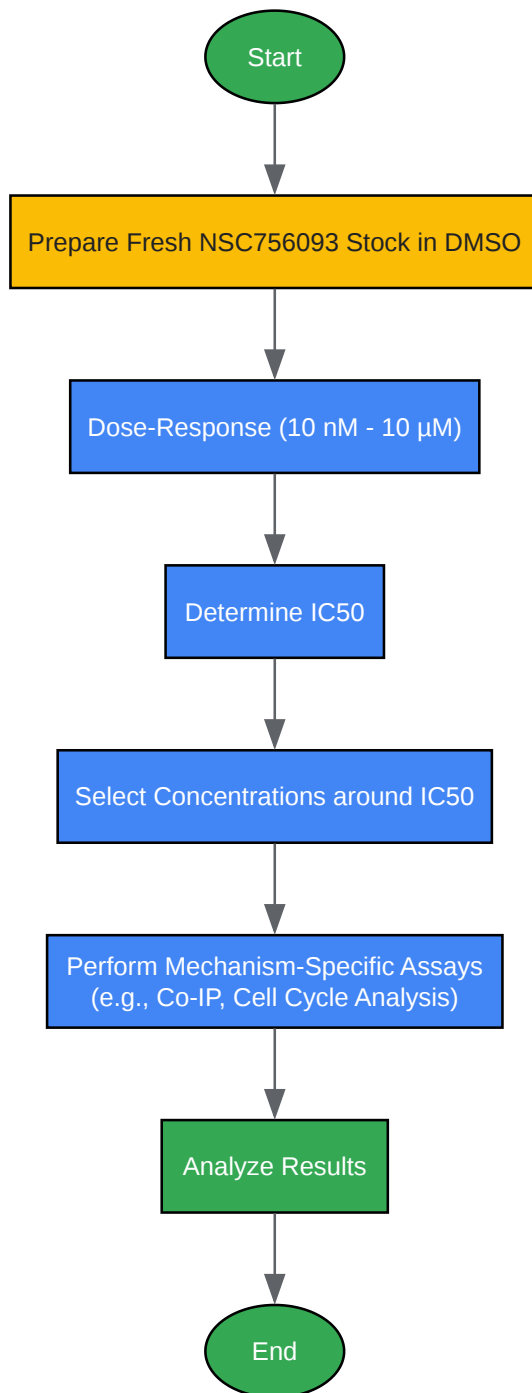 Start
Prepare Fresh NSC756093 Stock in DMSO
Dose-Response (10 nM - 10 µM)
Determine IC50
Select Concentrations around IC50
Perform Mechanism-Specific Assays
(e.g., Co-IP, Cell Cycle Analysis)
Analyze Results
End